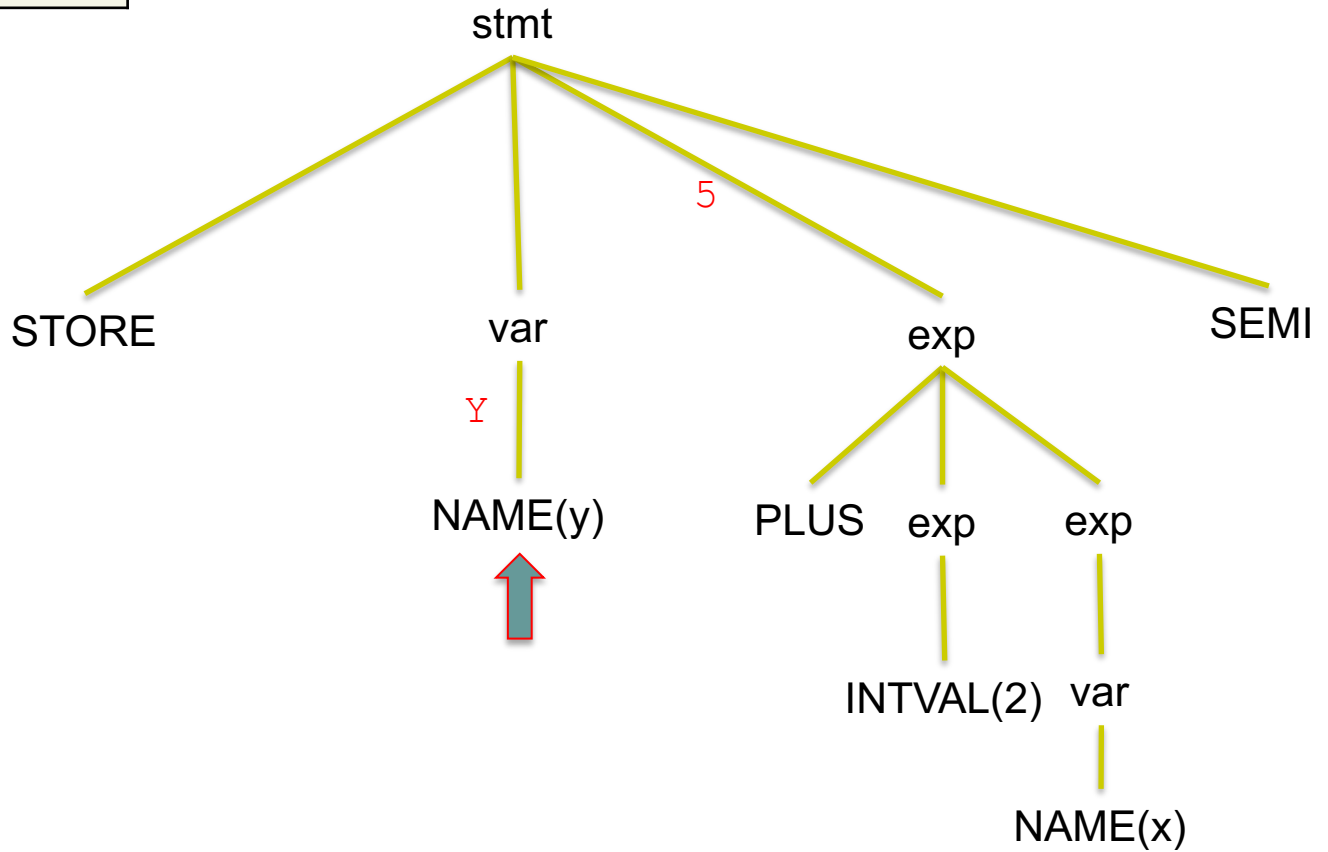 stmt
5
STORE var exp SEMI
Y
NAME(y) PLUS exp exp
INTVAL(2) var
NAME(x)